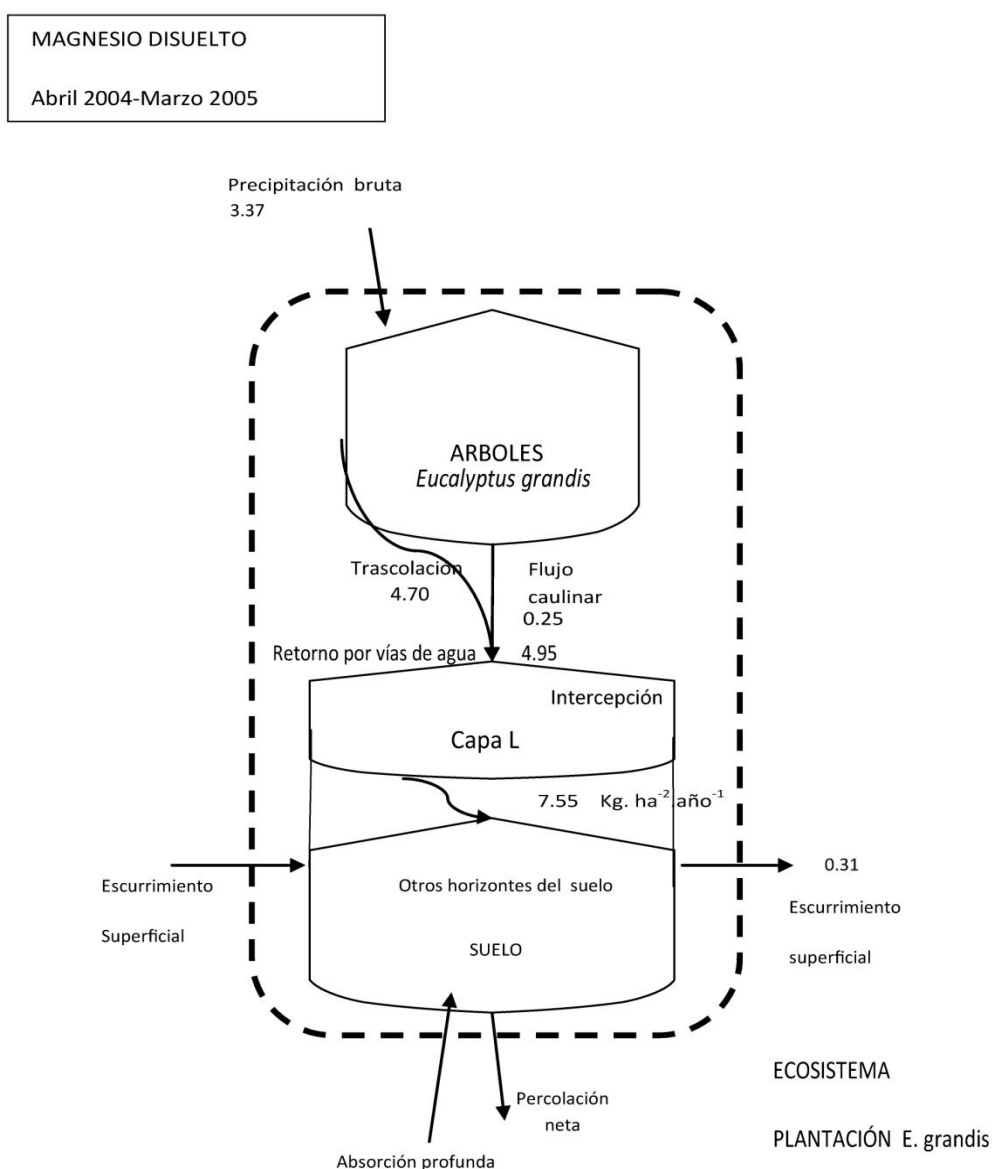 MAGNESIO DISUELTO
Abril 2004-Marzo 2005
Precipitación bruta
3.37
ARBOLES
Eucalyptus grandis
Trascolación
4.70
Flujo
caulinar
0.25
Retorno por vías de agua 4.95
Intercepción
Capa L
7.55 Kg. ha⁻².año⁻¹
Escurrimiento
Superficial
Otros horizontes del suelo
SUELO
0.31
Escurrimiento
superficial
Percolación
neta
Absorción profunda
ECOSISTEMA
PLANTACIÓN E. grandis